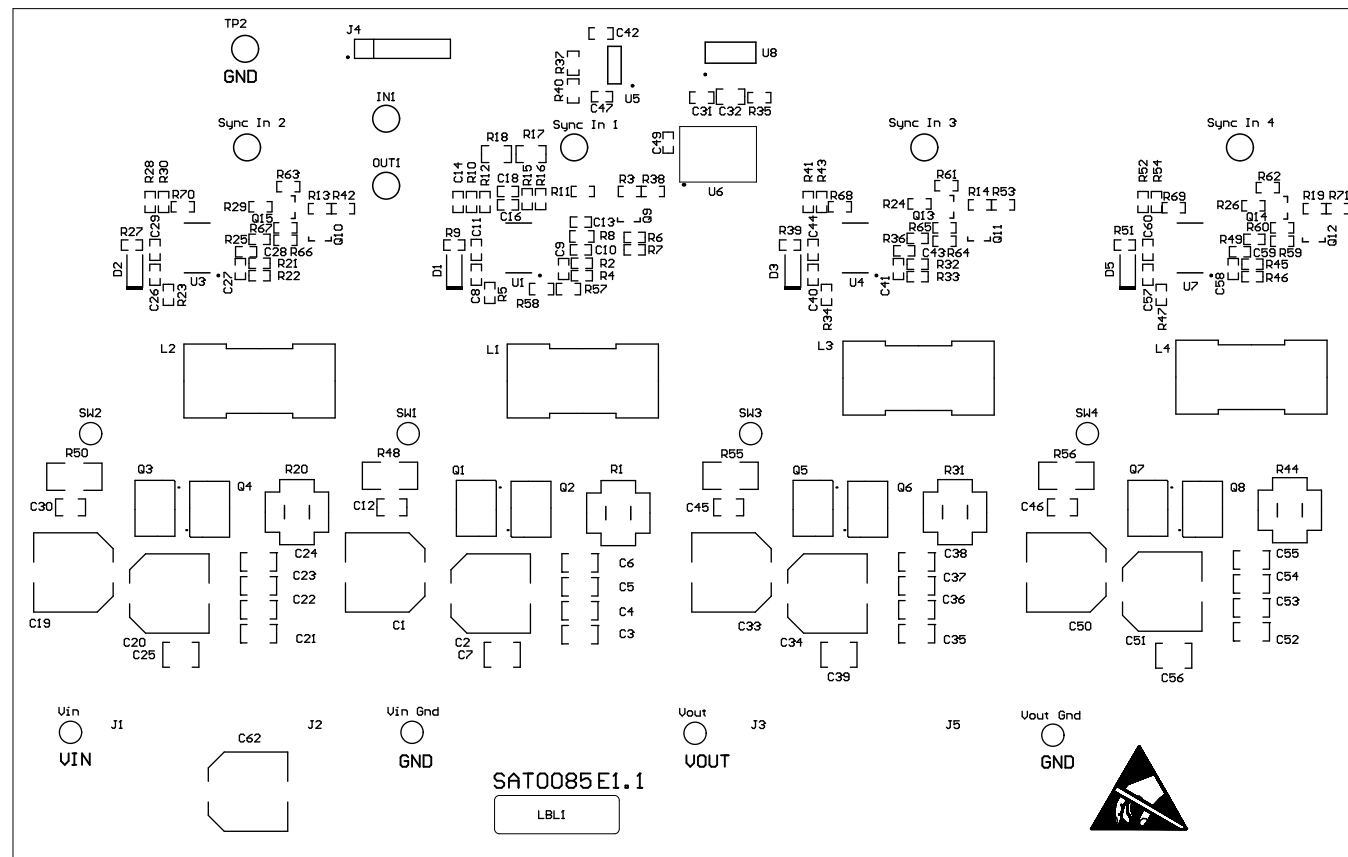 TP2
GND
J4
C42
R37
R40
C47
U5
U8
C31 C32 R35
IN1
OUT1
Sync In 2
Sync In 1
Sync In 3
Sync In 4
C49
U6
R28
R30
R70
R63
R13 R42
R29
Q15
R67
Q10
C29
R27
R25
C28 R66
D2
R21
R22
C27
C26
R23
U3
R18
R17
C14
R10
R12
C18
R15
R16
R11
R3 R38
C16
Q9
C13
R8
R6
C11
R9
C10
R7
D1
C9
R2
R4
C8
R5
U1
R58
R57
R41
R43
R68
R61
R14 R53
R24
Q13
R65
Q11
C44
R39
R36
C43 R64
D3
R32
R33
C41
C40
R34
U4
R52
R54
R69
R62
R19 R71
R26
Q14
R60
Q12
C60
R51
R49
C59 R59
D5
R45
R46
C58
C57
R47
U7
L2
L1
L3
L4
SW2
SW1
SW3
SW4
R50
Q3
Q4
R20
R48
Q1
Q2
R1
R55
Q5
Q6
R31
R56
Q7
Q8
R44
C30
C12
C45
C46
C24
C23
C22
C21
C6
C5
C4
C3
C38
C37
C36
C35
C55
C54
C53
C52
C19
C20
C25
C1
C2
C7
C33
C34
C39
C50
C51
C56
Vin
J1
VIN
C62
J2
Vin Gnd
GND
Vout
J3
VOUT
J5
Vout Gnd
GND
SAT0085E1.1
LBL1